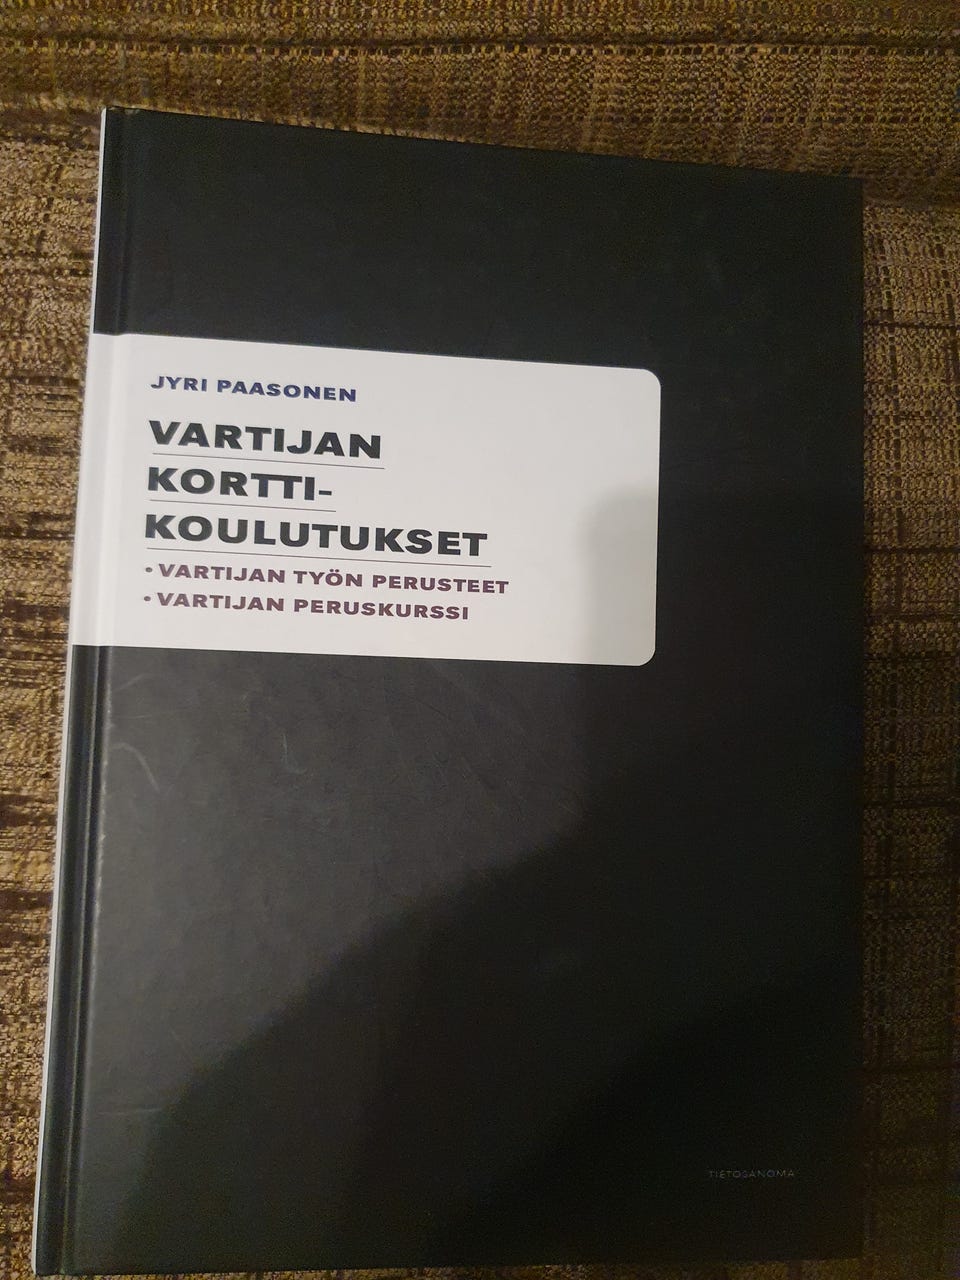 JYRI PAASONEN
VARTIJAN
KORTTI-
KOULUTUKSET
• VARTIJAN TYÖN PERUSTEET
• VARTIJAN PERUSKURSSI
TIETOSANOMA